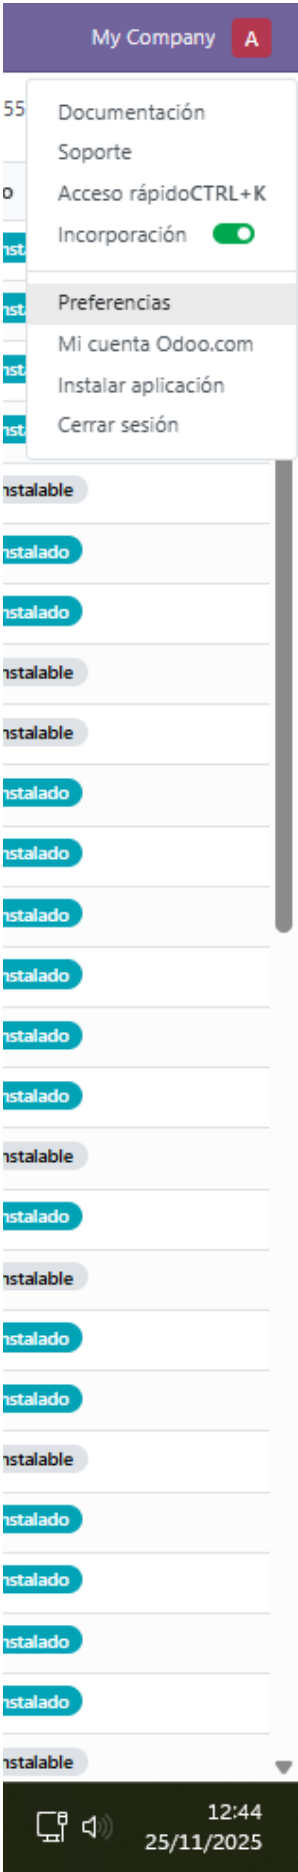 My Company A
55
Documentación
Soporte
o
Acceso rápidoCTRL+K
Incorporación
Preferencias
Mi cuenta Odoo.com
Instalar aplicación
Cerrar sesión
nstalable
nstalado
nstalado
nstalable
nstalable
nstalado
nstalado
nstalado
nstalado
nstalado
nstalado
nstalable
nstalado
nstalable
nstalado
nstalado
nstalable
nstalado
nstalado
nstalado
nstalado
nstalable
12:44
25/11/2025